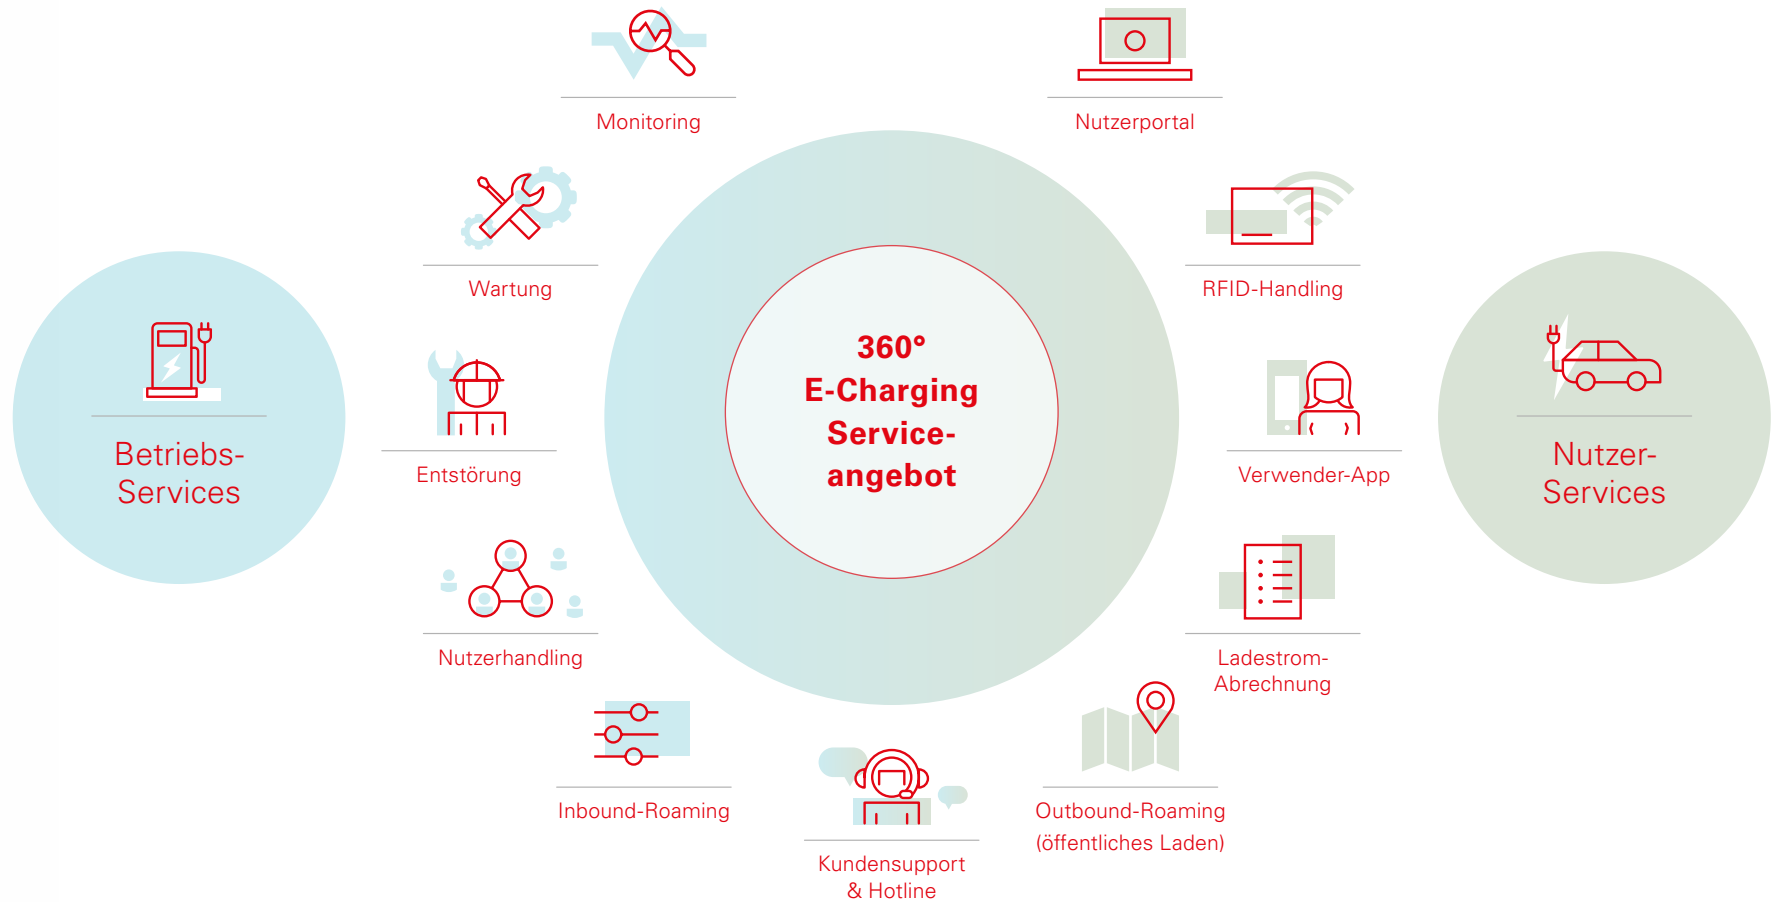 Monitoring
Nutzerportal
Wartung
RFID-Handling
360°
E-Charging
Service-
angebot
Betriebs-
Services
Nutzer-
Services
Entstörung
Verwender-App
Nutzerhandling
Ladestrom-
Abrechnung
Inbound-Roaming
Outbound-Roaming
(öffentliches Laden)
Kundensupport
& Hotline